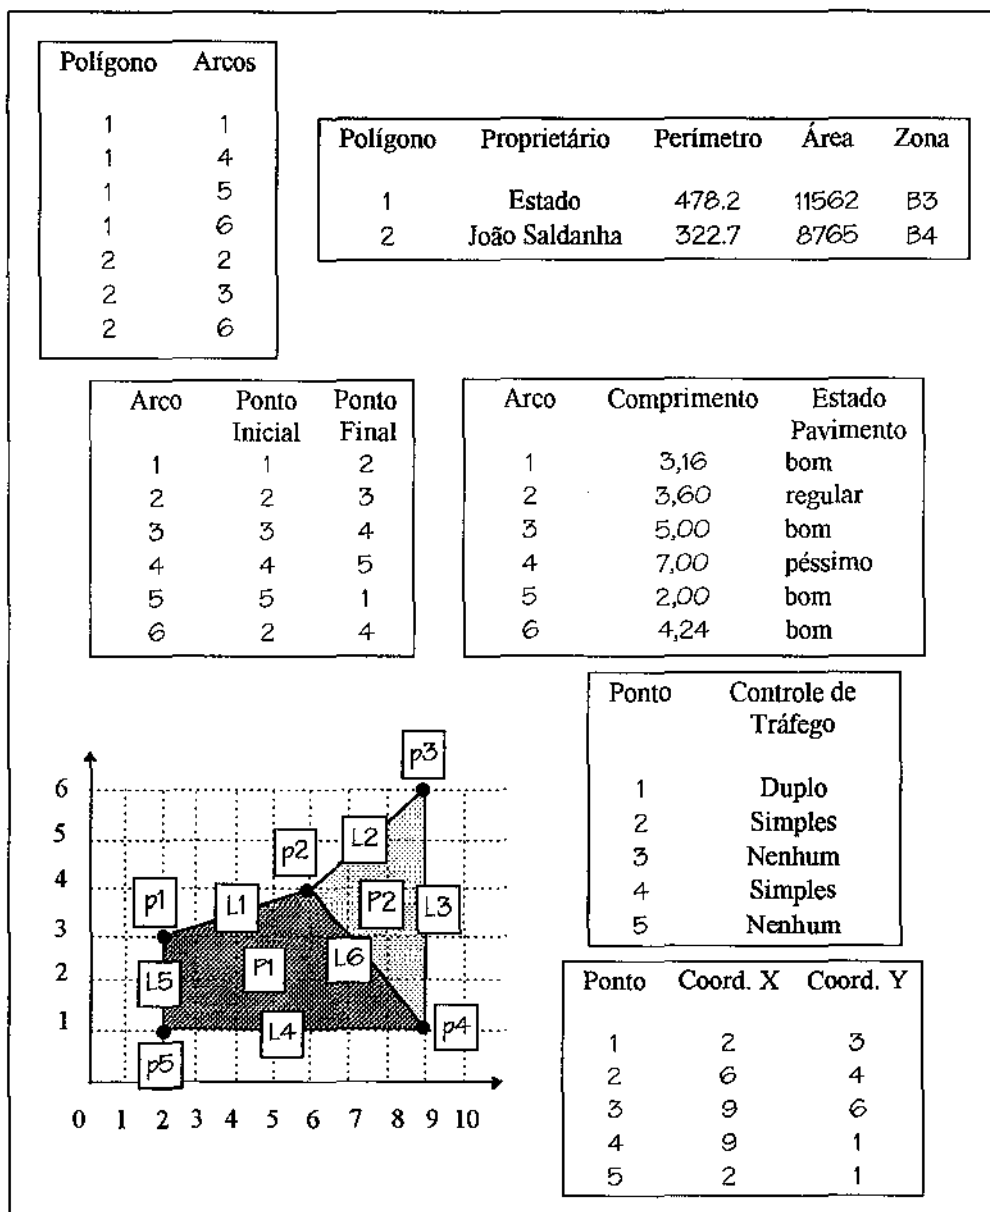 Polígono Arcos
1 1
1 4
1 5
1 6
2 2
2 3
2 6
Polígono Proprietário Perímetro Área Zona
1 Estado 478.2 11562 B3
2 João Saldanha 322.7 8765 B4
Arco Ponto Ponto
Inicial Final
1 1 2
2 2 3
3 3 4
4 4 5
5 5 1
6 2 4
Arco Comprimento Estado
Pavimento
1 3,16 bom
2 3,60 regular
3 5,00 bom
4 7,00 péssimo
5 2,00 bom
6 4,24 bom
Ponto Controle de
Tráfego
1 Duplo
2 Simples
3 Nenhum
4 Simples
5 Nenhum
p3
6
L2
5
p2
4
p1 L1 P2 L3
3
L5 P1 L6
2
1 L4 p4
p5
0 1 2 3 4 5 6 7 8 9 10
Ponto Coord. X Coord. Y
1 2 3
2 6 4
3 9 6
4 9 1
5 2 1